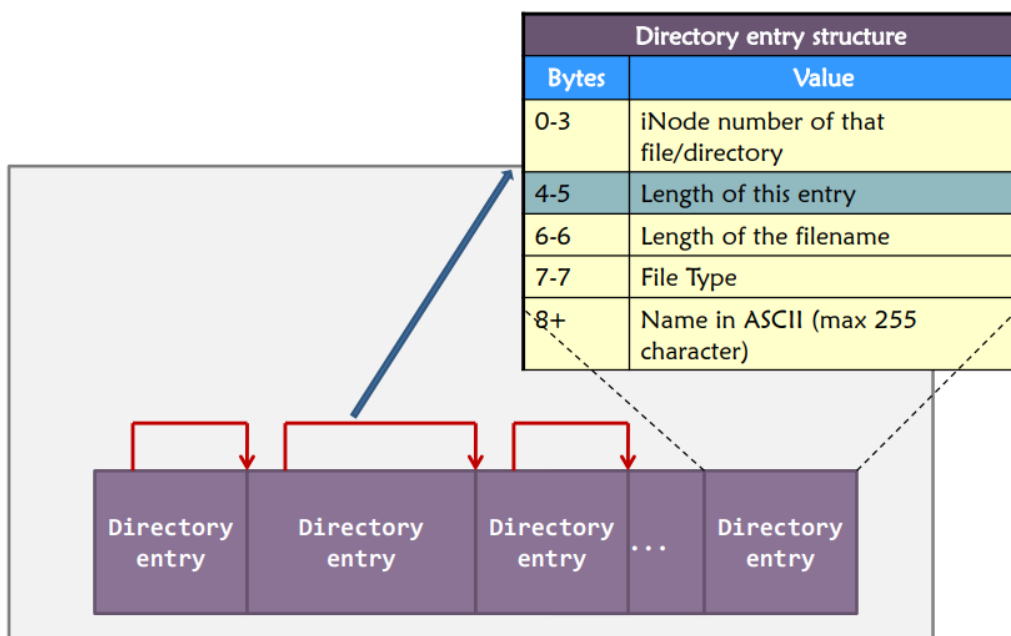 Directory entry structure
Bytes Value
0-3 iNode number of that
file/directory
4-5 Length of this entry
6-6 Length of the filename
7-7 File Type
8+ Name in ASCII (max 255
character)
Directory Directory Directory Directory
entry entry entry ... entry